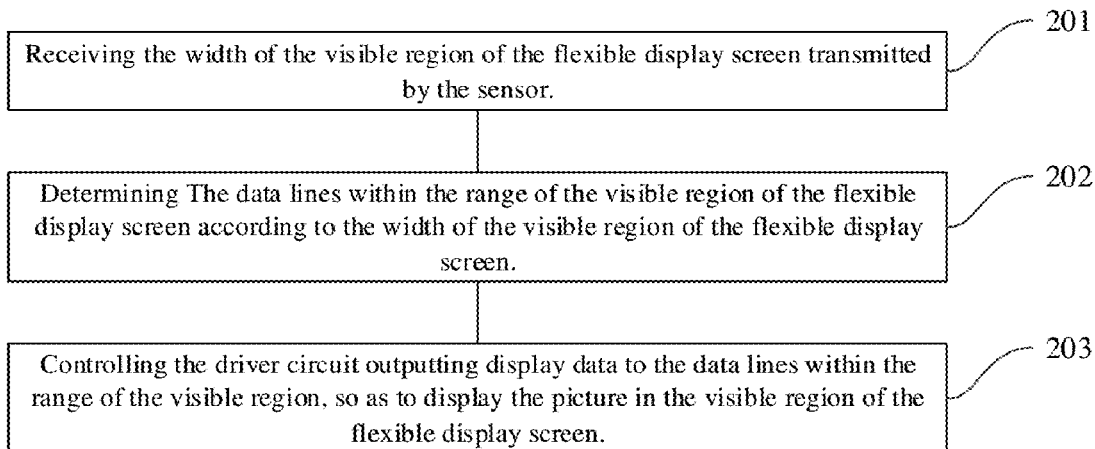 201
Receiving the width of the visible region of the flexible display screen transmitted
by the sensor.
202
Determining The data lines within the range of the visible region of the flexible
display screen according to the width of the visible region of the flexible display
screen.
203
Controlling the driver circuit outputting display data to the data lines within the
range of the visible region, so as to display the picture in the visible region of the
flexible display screen.